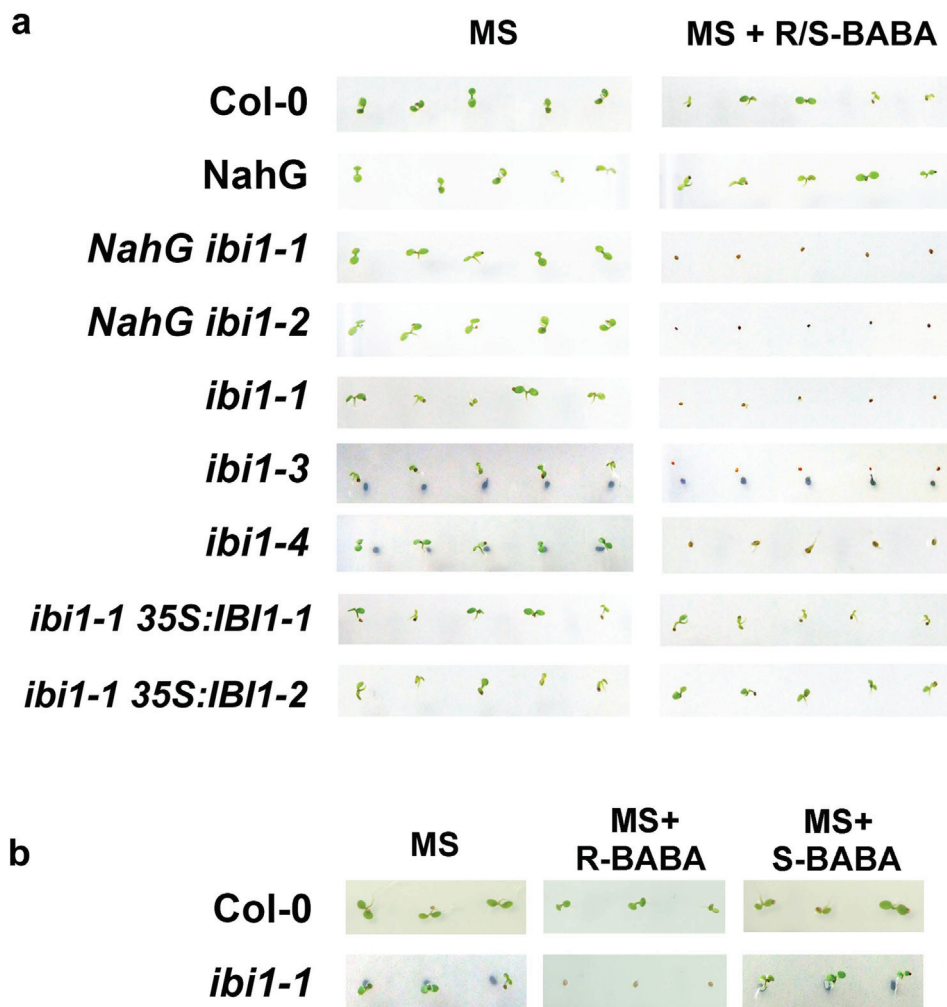 a
MS
MS + R/S-BABA
Col-0
NahG
NahG ibi1-1
NahG ibi1-2
ibi1-1
ibi1-3
ibi1-4
ibi1-1 35S:IBI1-1
ibi1-1 35S:IBI1-2
b
MS
MS+
R-BABA
MS+
S-BABA
Col-0
ibi1-1